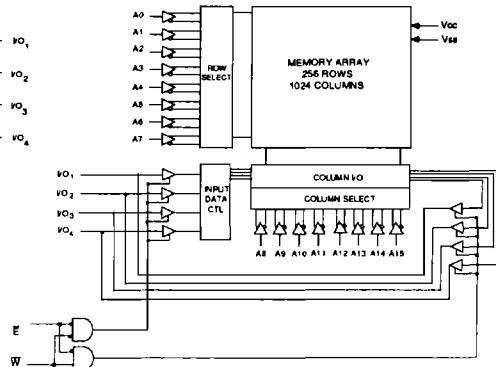 A0
A1
A2
A3
A4
A5
A6
A7
ROW
SELECT
MEMORY ARRAY
256 ROWS
1024 COLUMNS
VCC
VSS
I/O1
I/O2
I/O3
I/O4
I/O1
I/O2
I/O3
I/O4
INPUT
DATA
CTL
COLUMN I/O
COLUMN SELECT
A8 A9 A10 A11 A12 A13 A14 A15
E
W